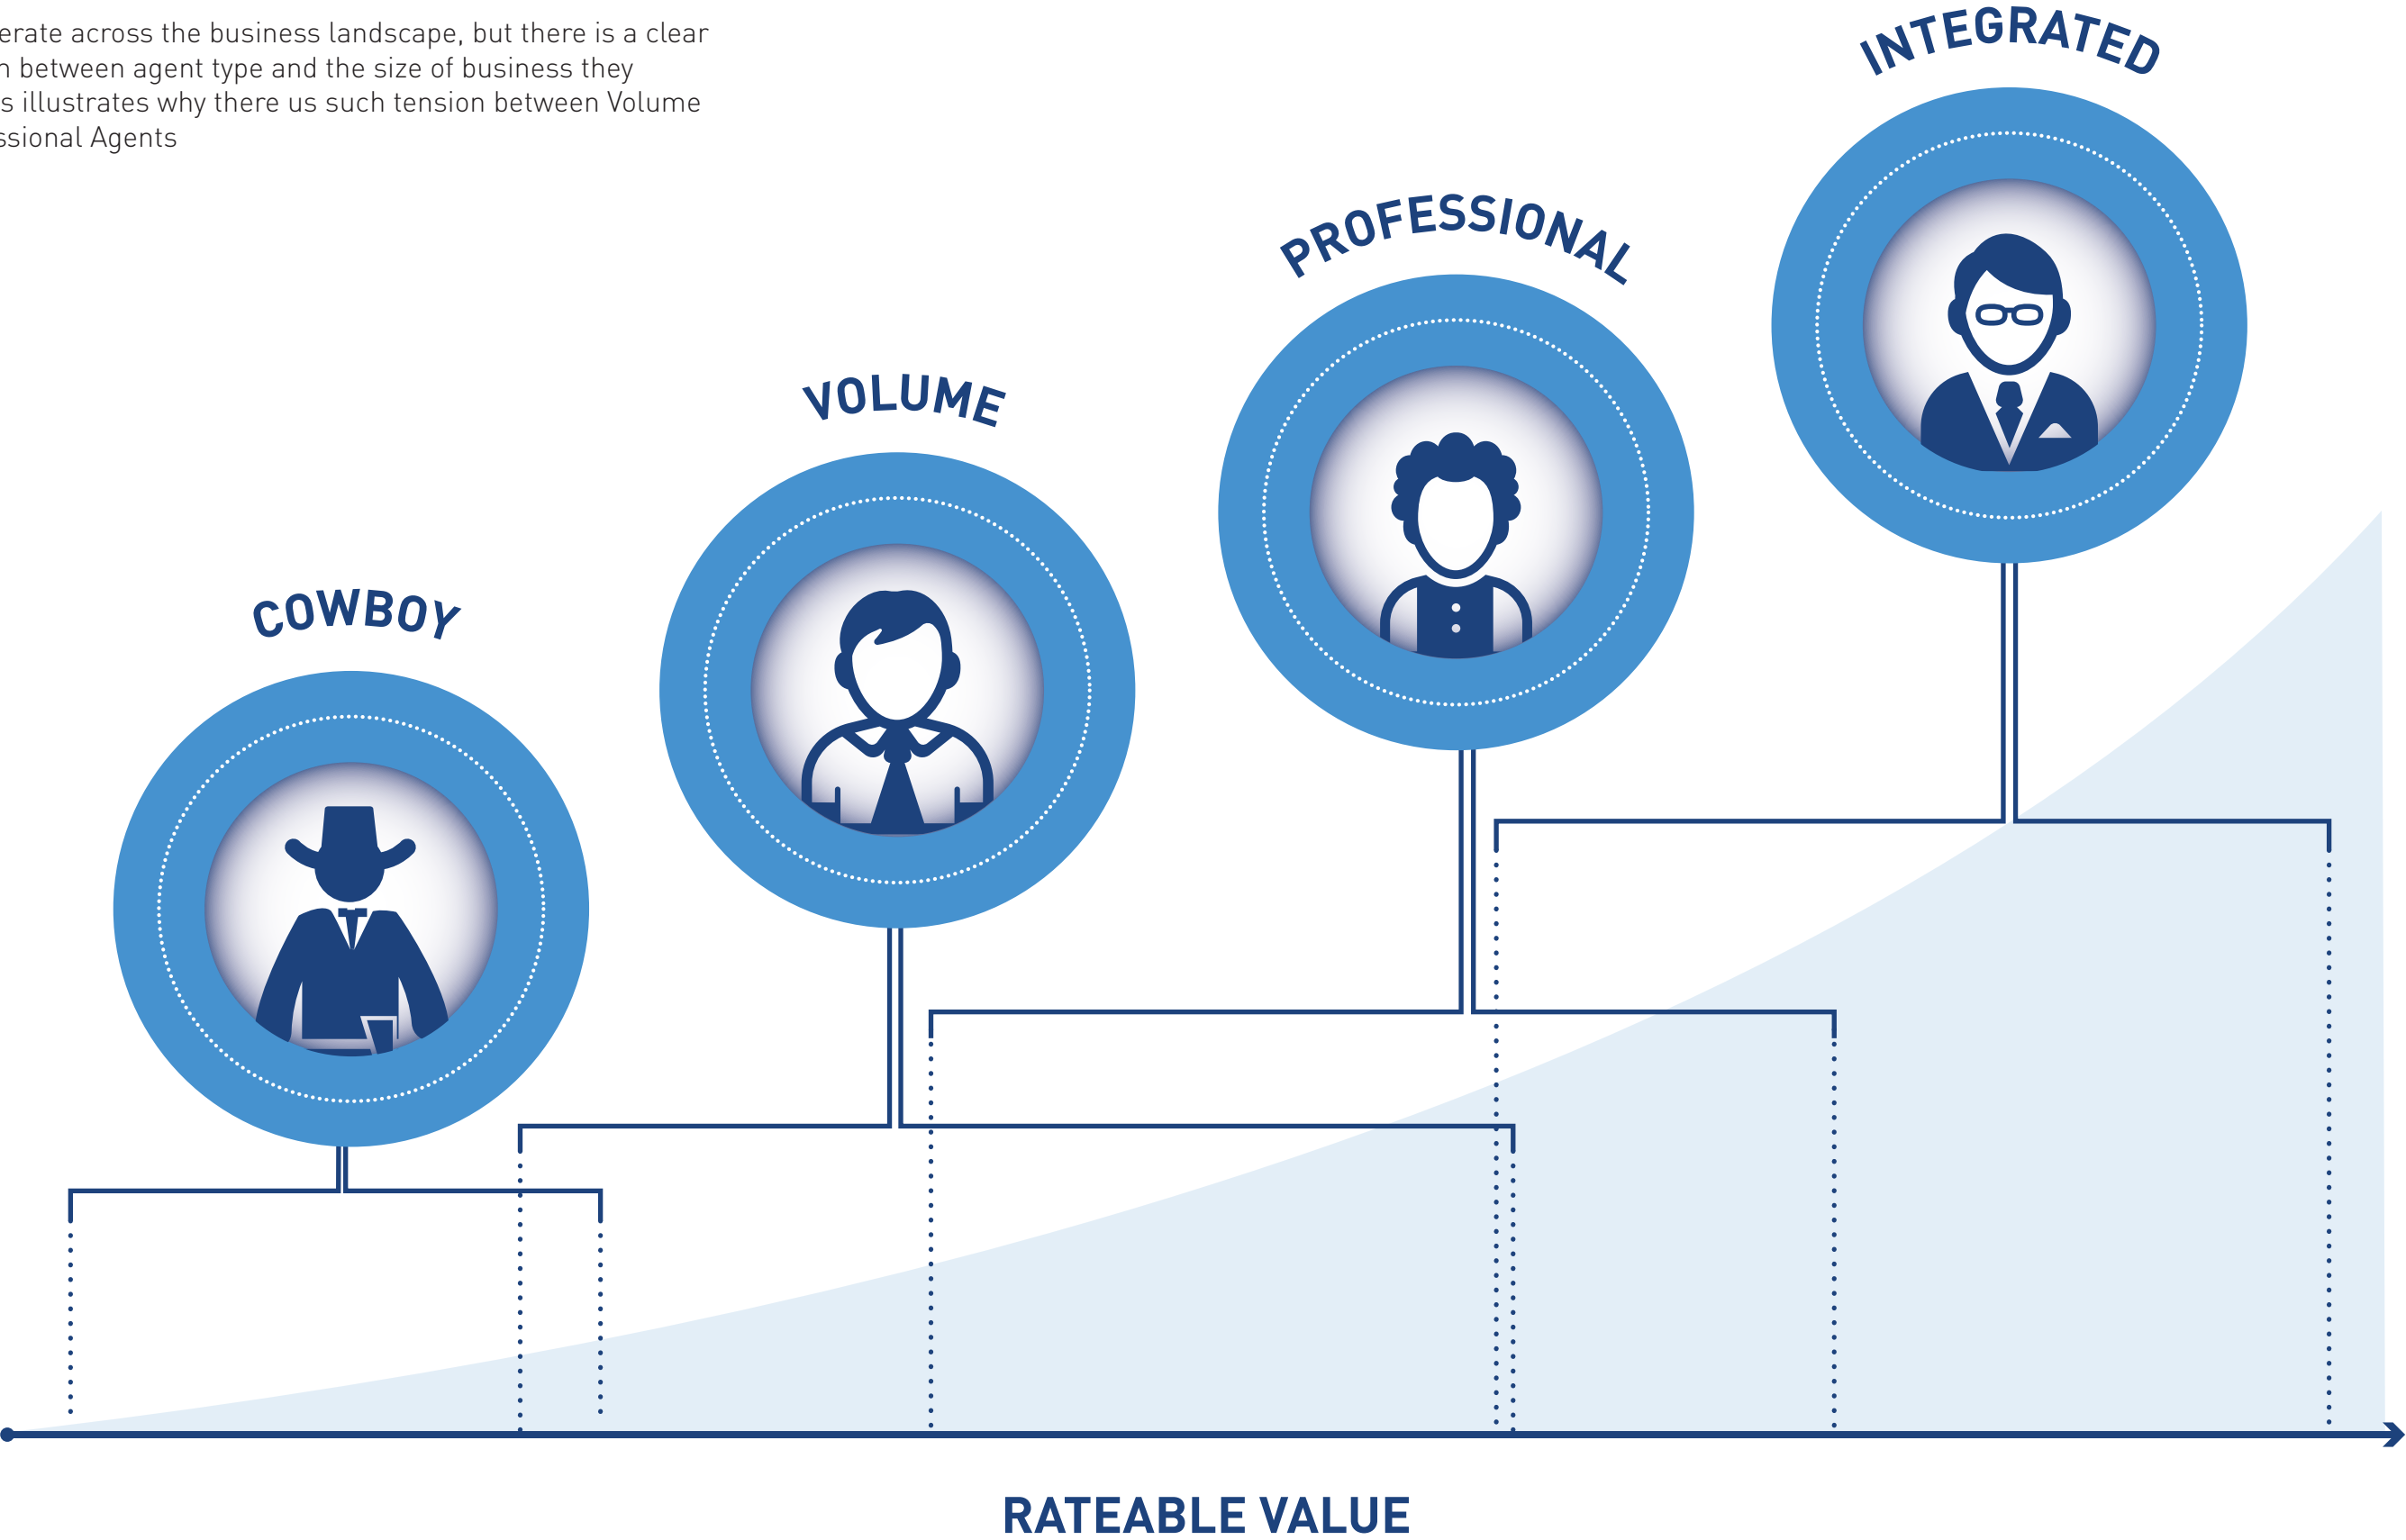 erate across the business landscape, but there is a clear
between agent type and the size of business they
s illustrates why there us such tension between Volume
ssional Agents
INTEGRATED
PROFESSIONAL
VOLUME
COWBOY
RATEABLE VALUE